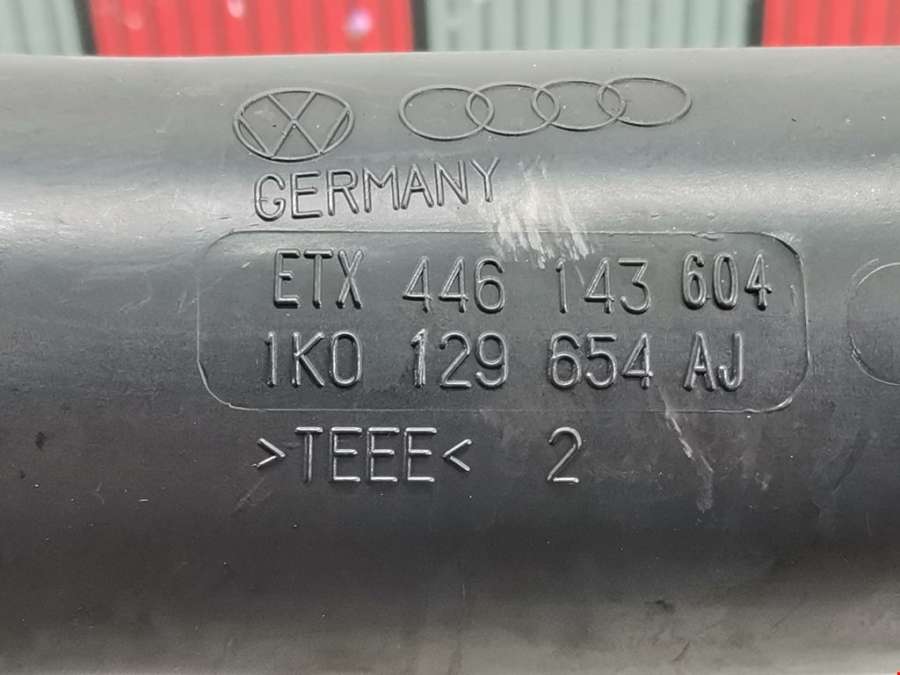 GERMANY
ETX 446 143 604
1K0 129 654 AJ
>TEEE< 2